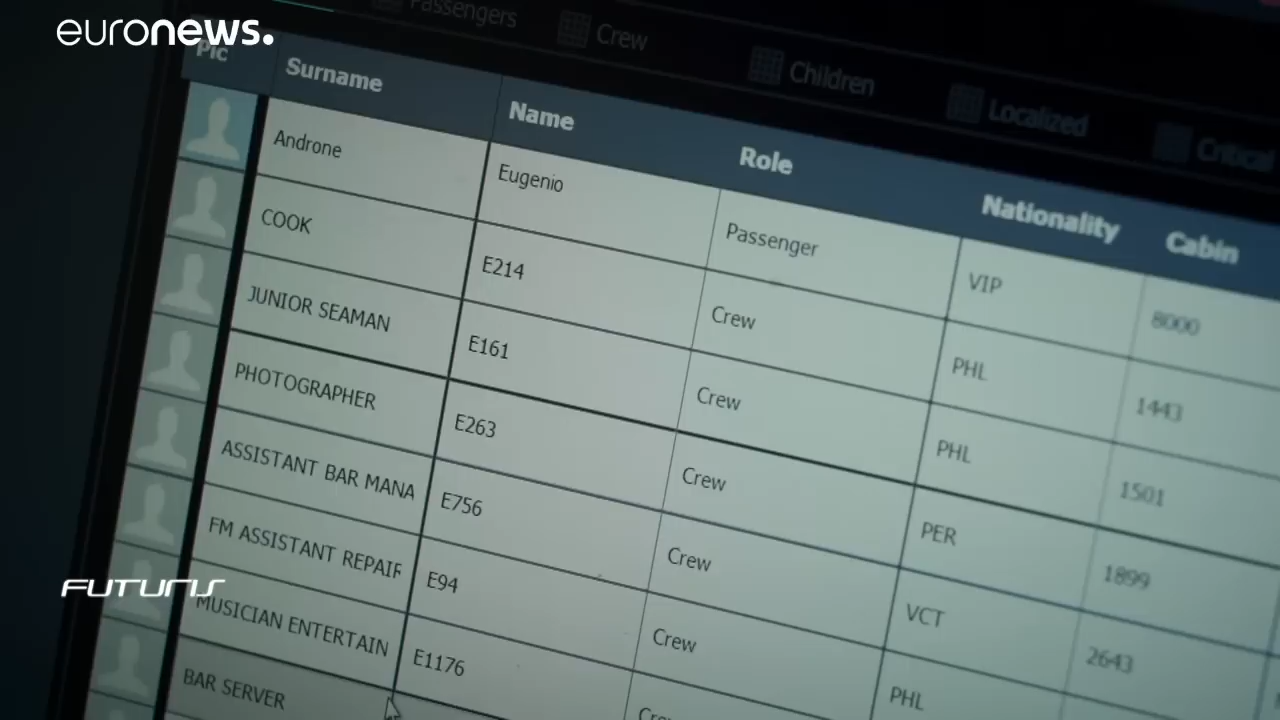 euronews.
Passengers
Crew
Children
Localized
Critical
Pic
Surname
Name
Role
Nationality
Cabin
Androne
Eugenio
Passenger
VIP
8000
COOK
E214
Crew
PHL
1443
JUNIOR SEAMAN
E161
Crew
PHL
1501
PHOTOGRAPHER
E263
Crew
PER
1899
ASSISTANT BAR MANA
E756
Crew
VCT
2643
FM ASSISTANT REPAIR
E94
Crew
PHL
MUSICIAN ENTERTAIN
E1176
BAR SERVER
FUTURIS